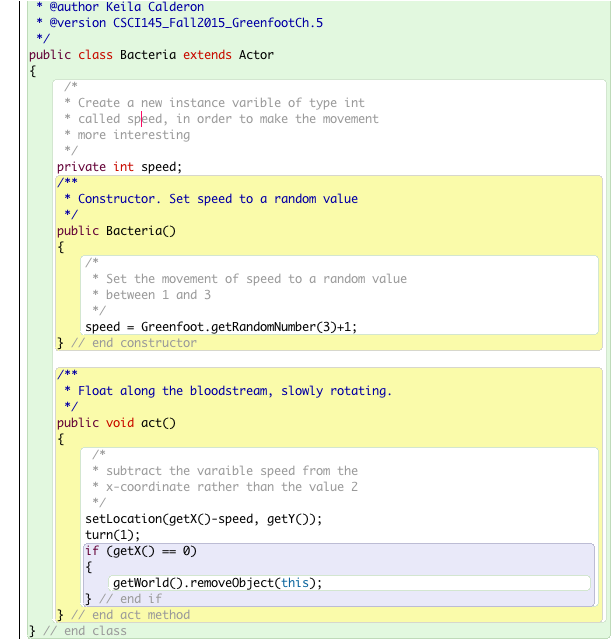 * @author Keila Calderon
* @version CSCI145_Fall2015_GreenfootCh.5
*/
public class Bacteria extends Actor
{
/*
* Create a new instance varible of type int
* called speed, in order to make the movement
* more interesting
*/
private int speed;
/**
* Constructor. Set speed to a random value
*/
public Bacteria()
{
/*
* Set the movement of speed to a random value
* between 1 and 3
*/
speed = Greenfoot.getRandomNumber(3)+1;
} // end constructor
/**
* Float along the bloodstream, slowly rotating.
*/
public void act()
{
/*
* subtract the varaible speed from the
* x-coordinate rather than the value 2
*/
setLocation(getX()-speed, getY());
turn(1);
if (getX() == 0)
{
getWorld().removeObject(this);
} // end if
} // end act method
} // end class